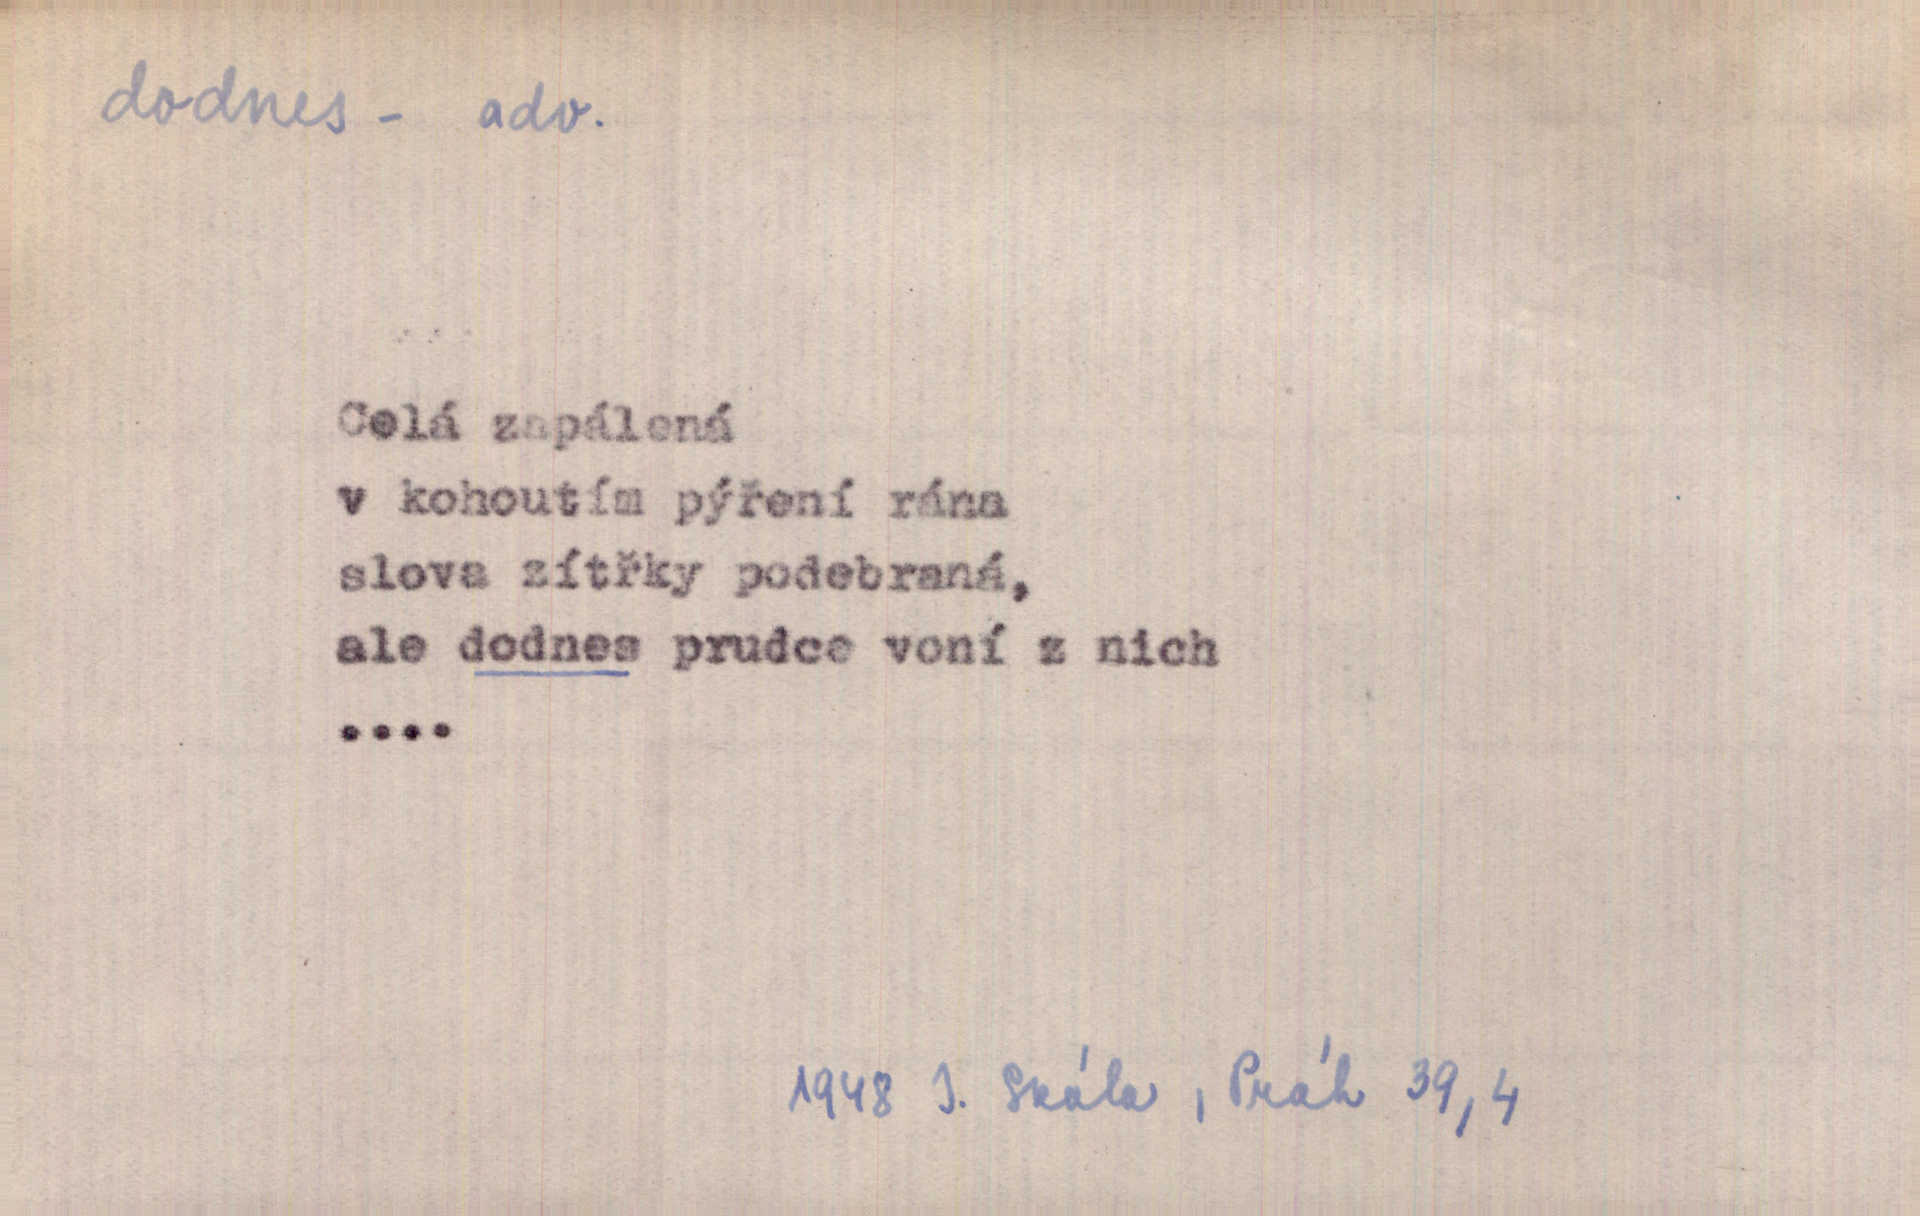 dodnes - adv.
Celá zapálená
v kohoutím pýření rána
slova zítřky podebraná,
ale dodnes prudce voní z nich
....
1948 I. Skála, Práh 39,4